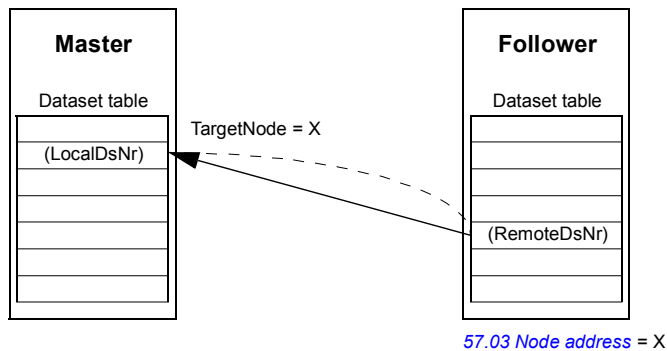 Master
Follower
Dataset table
Dataset table
TargetNode = X
(LocalDsNr)
(RemoteDsNr)
57.03 Node address = X